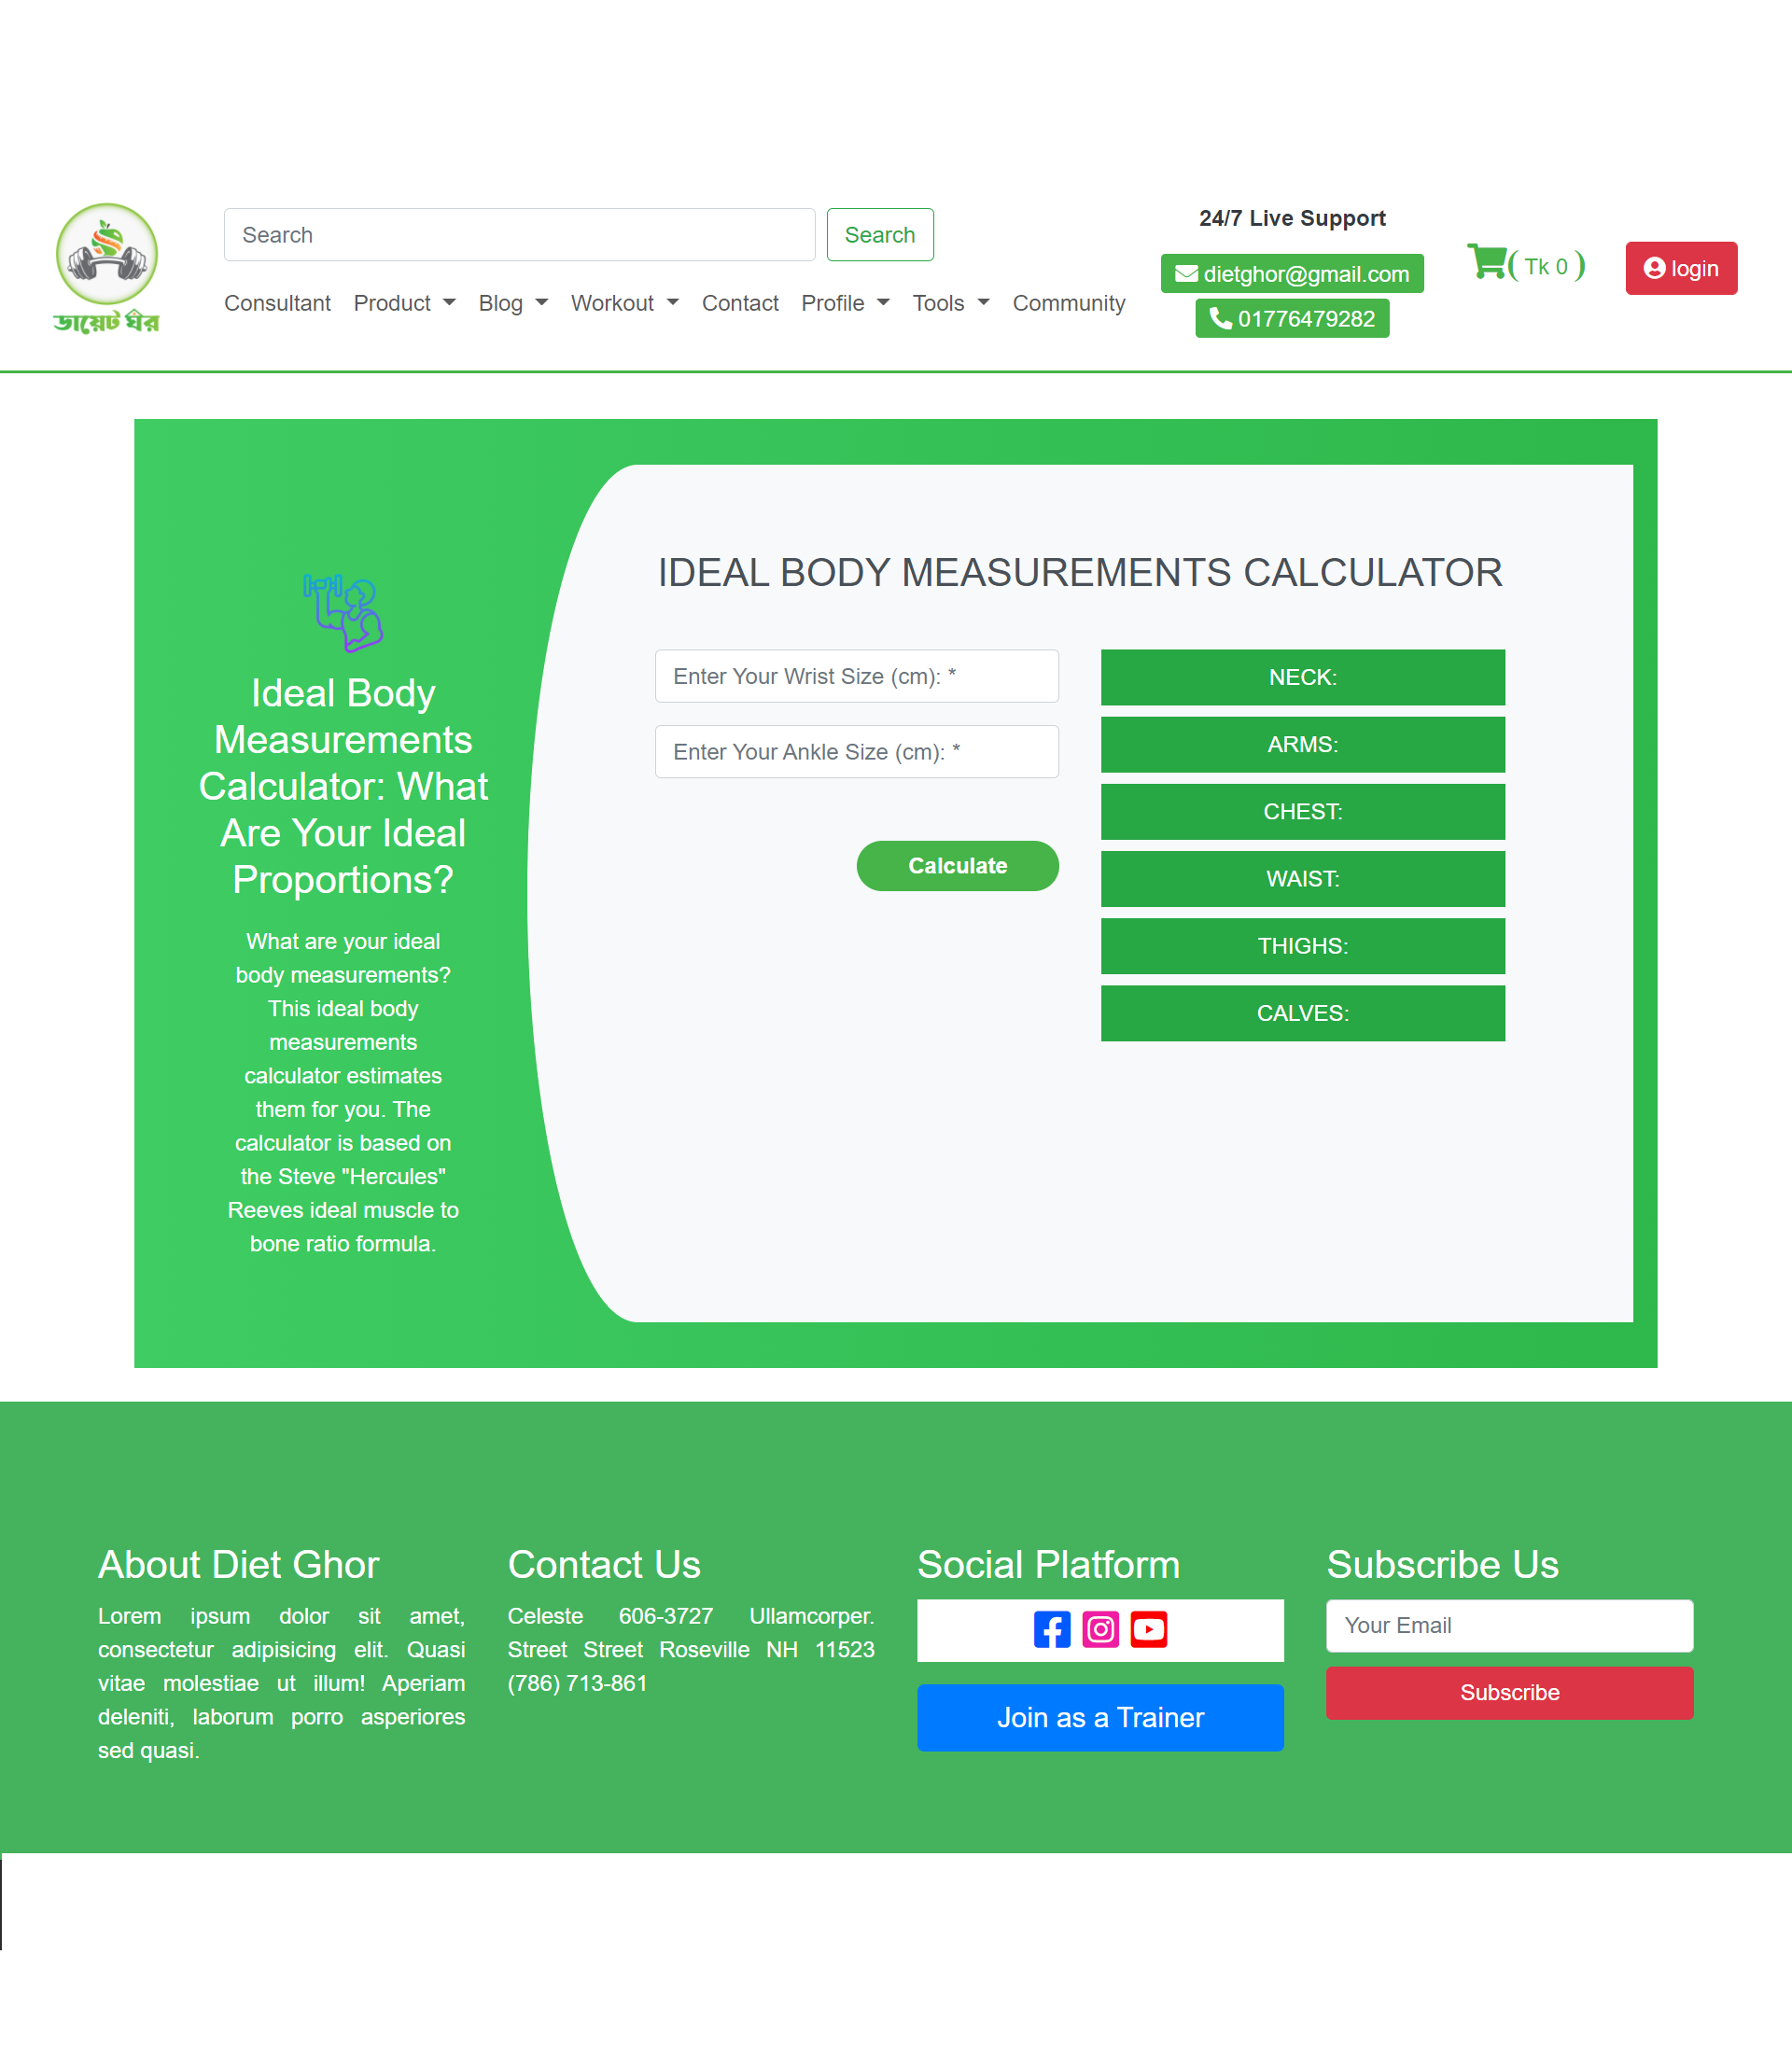 ডায়েট ঘর
Search
Search
Consultant Product Blog Workout Contact Profile Tools Community
24/7 Live Support
dietghor@gmail.com
01776479282
( Tk 0 )
login
Ideal Body
Measurements
Calculator: What
Are Your Ideal
Proportions?
What are your ideal
body measurements?
This ideal body
measurements
calculator estimates
them for you. The
calculator is based on
the Steve "Hercules"
Reeves ideal muscle to
bone ratio formula.
IDEAL BODY MEASUREMENTS CALCULATOR
Enter Your Wrist Size (cm): *
Enter Your Ankle Size (cm): *
Calculate
NECK:
ARMS:
CHEST:
WAIST:
THIGHS:
CALVES:
About Diet Ghor
Lorem ipsum dolor sit amet,
consectetur adipisicing elit. Quasi
vitae molestiae ut illum! Aperiam
deleniti, laborum porro asperiores
sed quasi.
Contact Us
Celeste 606-3727 Ullamcorper.
Street Street Roseville NH 11523
(786) 713-861
Social Platform
Join as a Trainer
Subscribe Us
Your Email
Subscribe